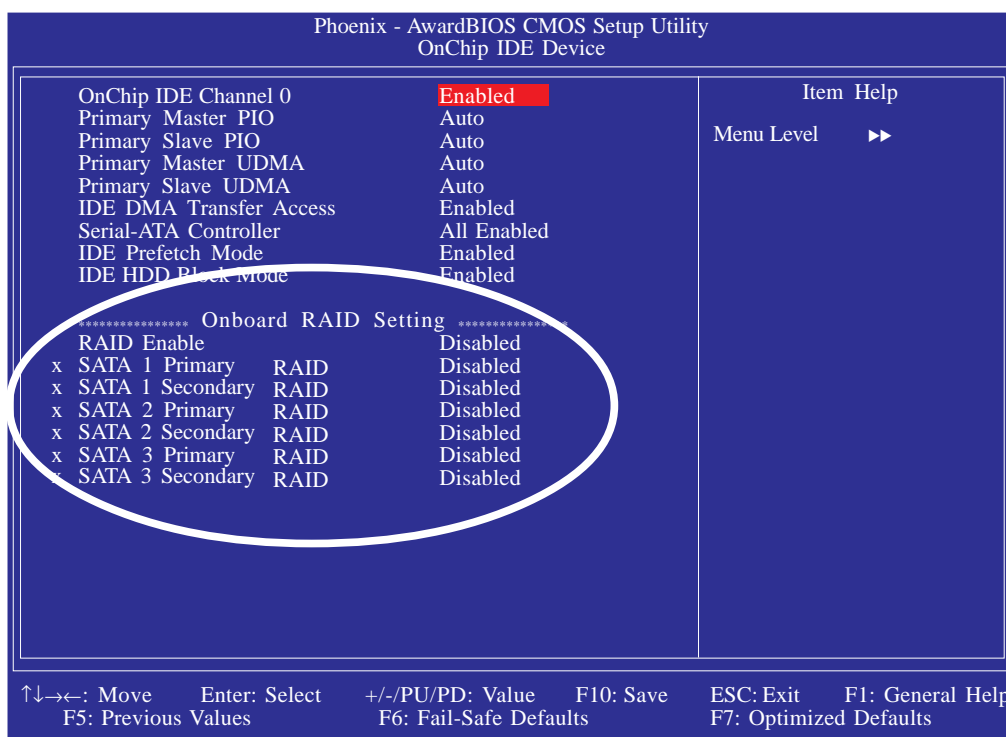 Phoenix - AwardBIOS CMOS Setup Utility
OnChip IDE Device
OnChip IDE Channel 0 Enabled
Primary Master PIO Auto
Primary Slave PIO Auto
Primary Master UDMA Auto
Primary Slave UDMA Auto
IDE DMA Transfer Access Enabled
Serial-ATA Controller All Enabled
IDE Prefetch Mode Enabled
IDE HDD Block Mode Enabled
**************** Onboard RAID Setting ****************
RAID Enable Disabled
x SATA 1 Primary RAID Disabled
x SATA 1 Secondary RAID Disabled
x SATA 2 Primary RAID Disabled
x SATA 2 Secondary RAID Disabled
x SATA 3 Primary RAID Disabled
x SATA 3 Secondary RAID Disabled
Item Help
Menu Level ▸▸
↑↓→←: Move Enter: Select +/-/PU/PD: Value F10: Save ESC: Exit F1: General Help
F5: Previous Values F6: Fail-Safe Defaults F7: Optimized Defaults